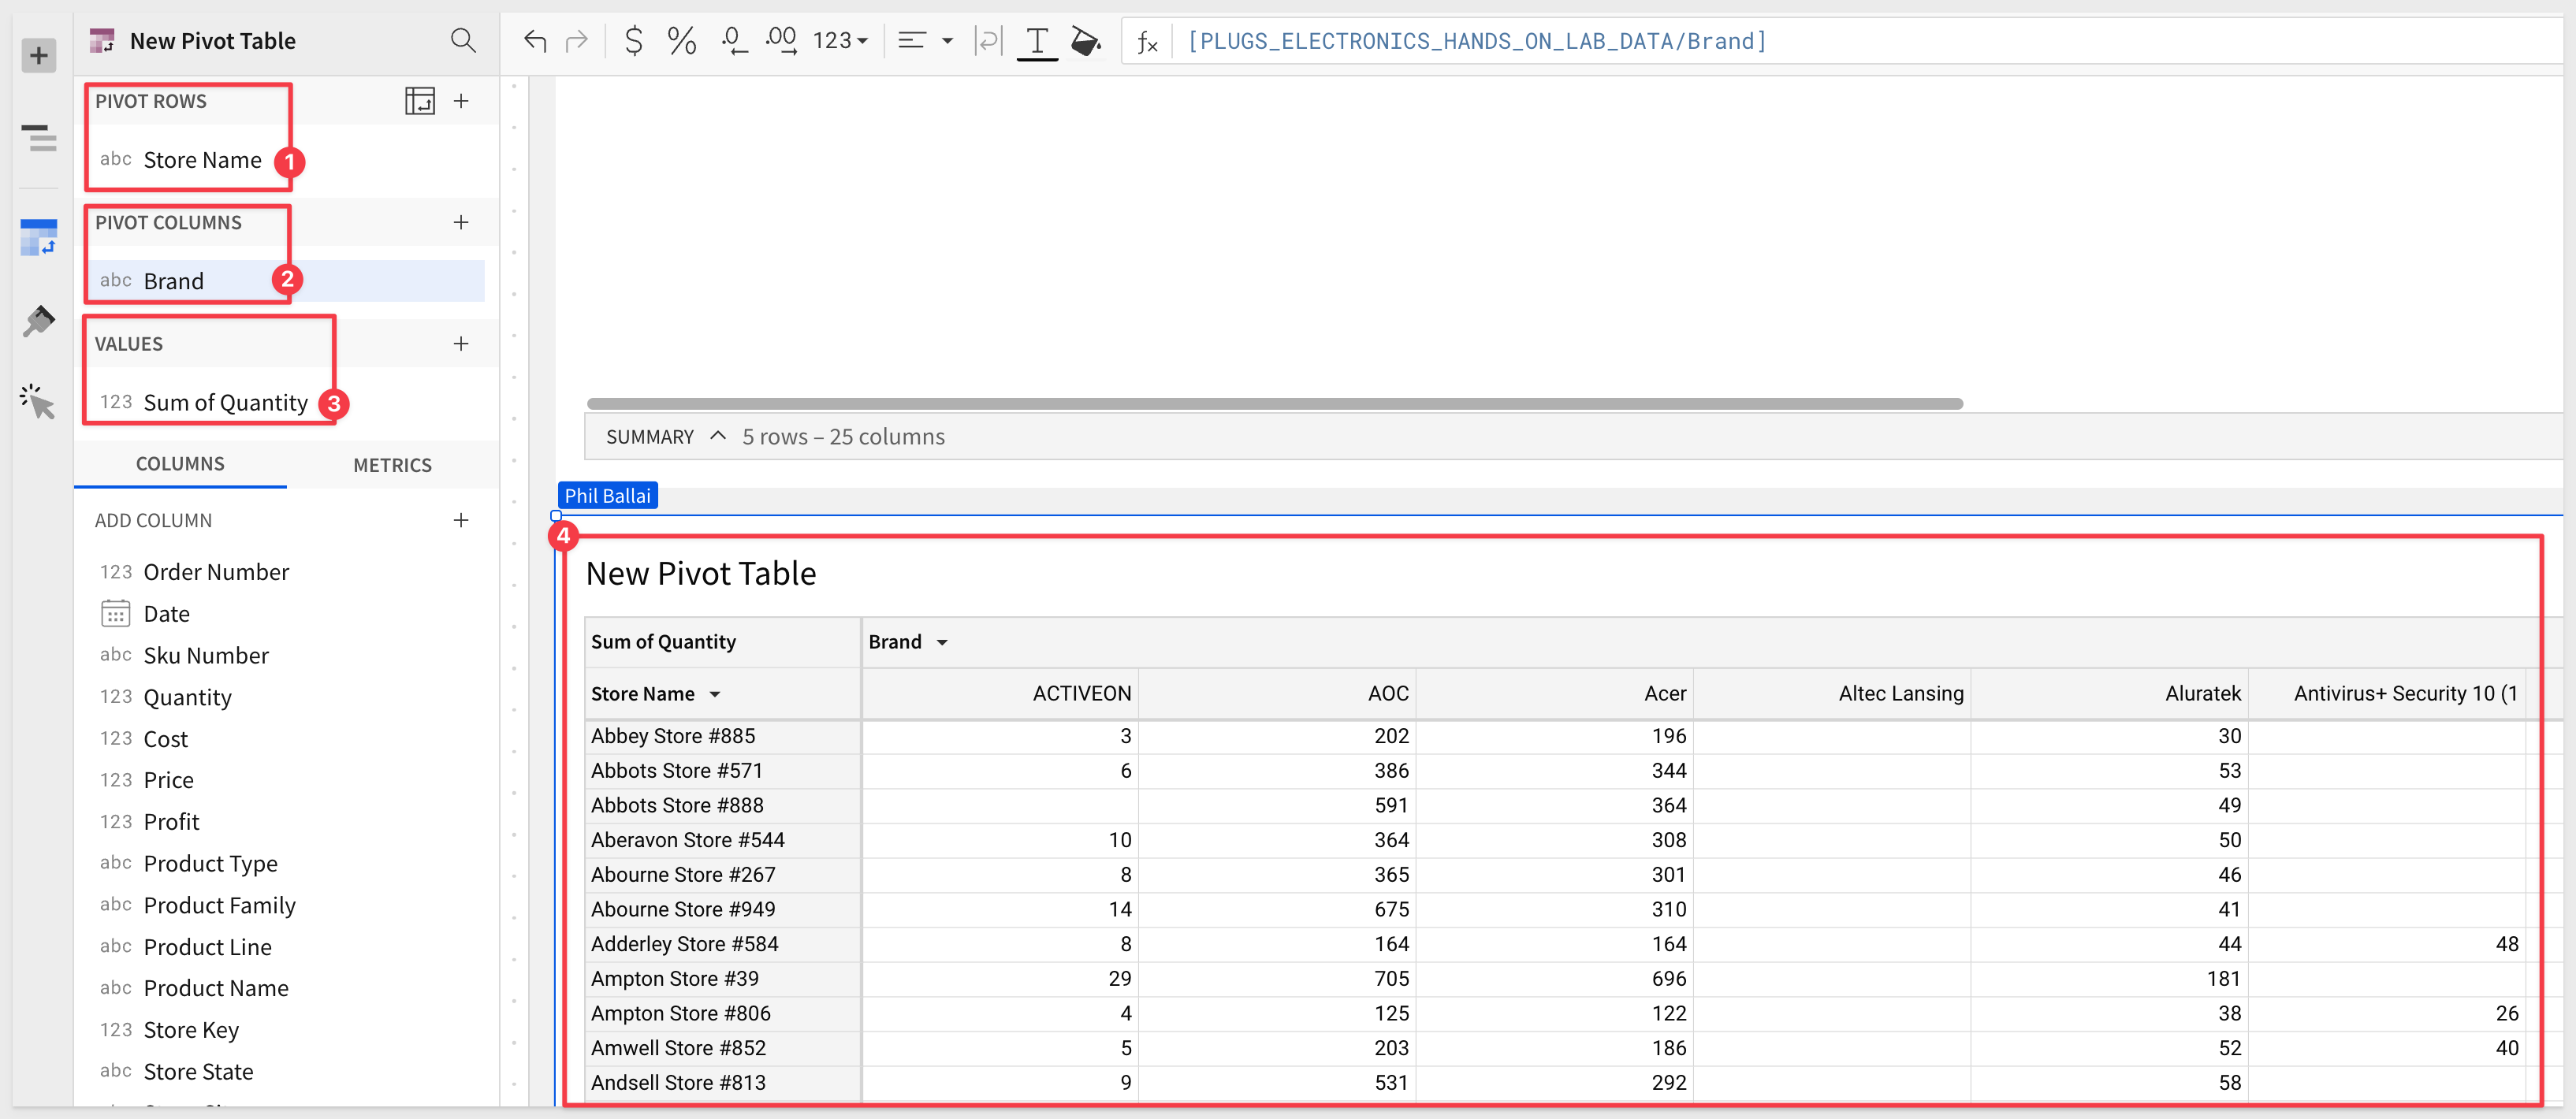 New Pivot Table
$ % .0 .00 123 T fx [PLUGS_ELECTRONICS_HANDS_ON_LAB_DATA/Brand]
PIVOT ROWS
abc Store Name 1
PIVOT COLUMNS
abc Brand 2
VALUES
123 Sum of Quantity 3
COLUMNS METRICS
ADD COLUMN
123 Order Number
Date
abc Sku Number
123 Quantity
123 Cost
123 Price
123 Profit
abc Product Type
abc Product Family
abc Product Line
abc Product Name
123 Store Key
abc Store State
SUMMARY 5 rows – 25 columns
Phil Ballai
4
New Pivot Table
Sum of Quantity Brand
Store Name ACTIVEON AOC Acer Altec Lansing Aluratek Antivirus+ Security 10 (1
Abbey Store #885 3 202 196 30
Abbots Store #571 6 386 344 53
Abbots Store #888 591 364 49
Aberavon Store #544 10 364 308 50
Abourne Store #267 8 365 301 46
Abourne Store #949 14 675 310 41
Adderley Store #584 8 164 164 44 48
Ampton Store #39 29 705 696 181
Ampton Store #806 4 125 122 38 26
Amwell Store #852 5 203 186 52 40
Andsell Store #813 9 531 292 58